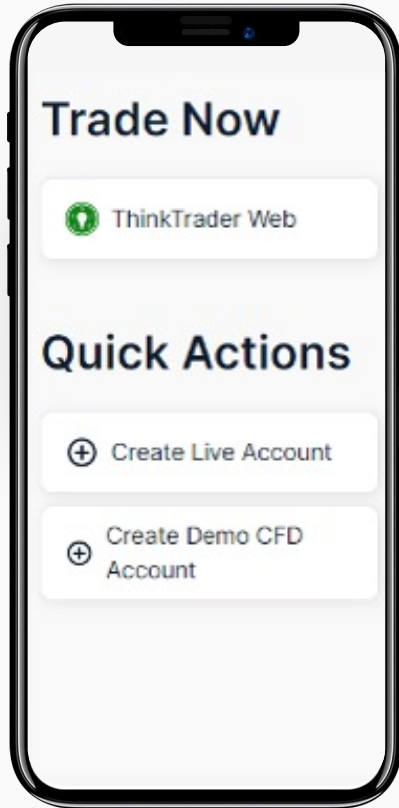 Trade Now
ThinkTrader Web
Quick Actions
Create Live Account
Create Demo CFD
Account